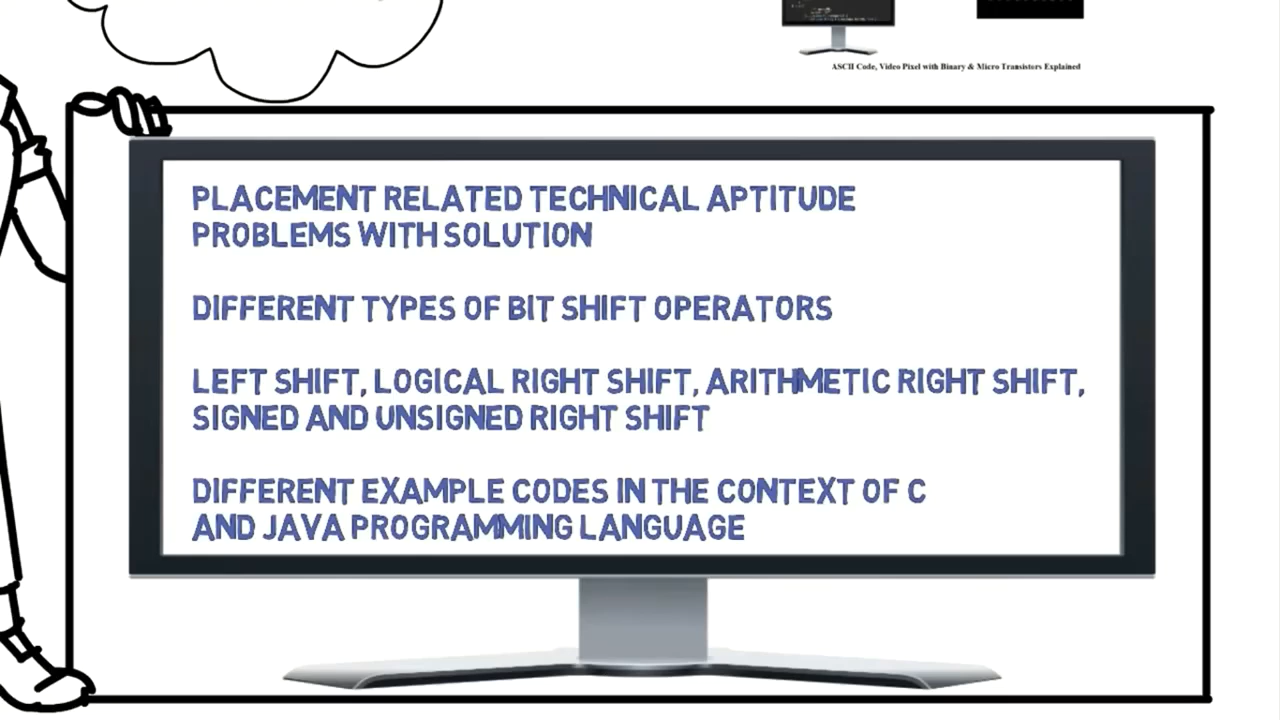 ASCII Code, Video Pixel with Binary & Micro Transistors Explained
PLACEMENT RELATED TECHNICAL APTITUDE
PROBLEMS WITH SOLUTION
DIFFERENT TYPES OF BIT SHIFT OPERATORS
LEFT SHIFT, LOGICAL RIGHT SHIFT, ARITHMETIC RIGHT SHIFT,
SIGNED AND UNSIGNED RIGHT SHIFT
DIFFERENT EXAMPLE CODES IN THE CONTEXT OF C
AND JAVA PROGRAMMING LANGUAGE